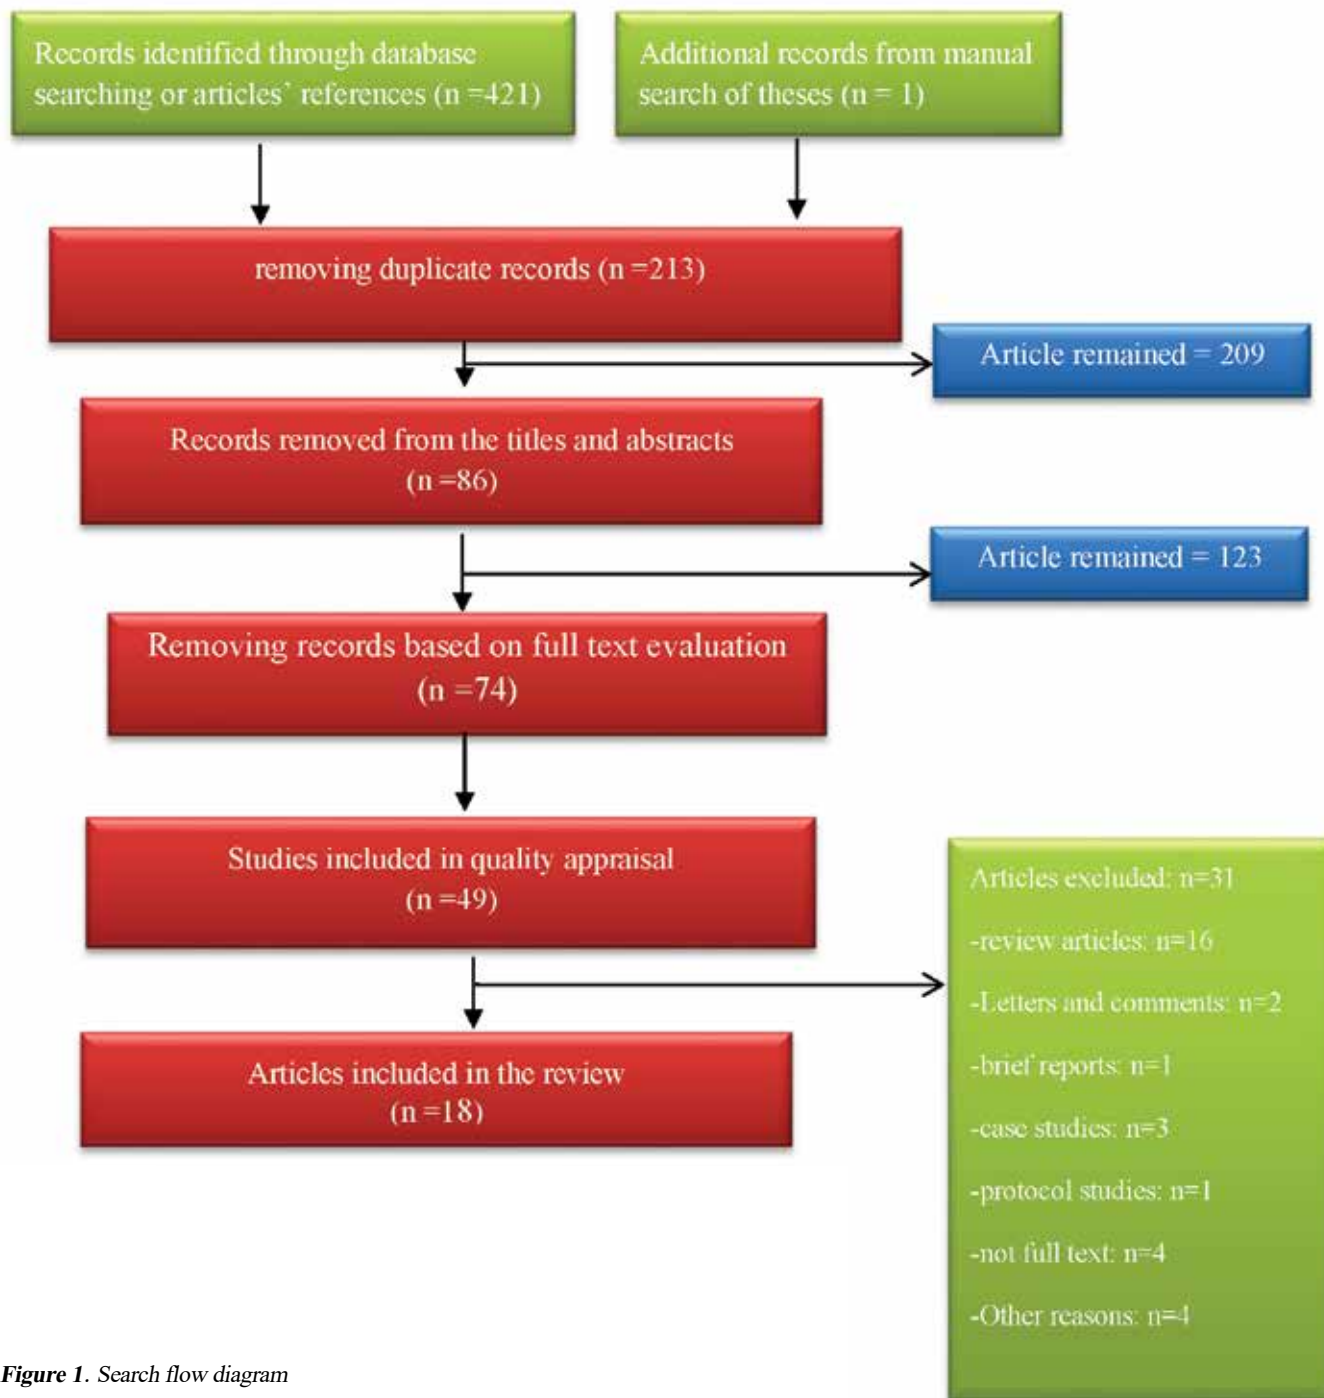 Records identified through database
searching or articles’ references (n =421)
Additional records from manual
search of theses (n = 1)
removing duplicate records (n =213)
Article remained = 209
Records removed from the titles and abstracts
(n =86)
Article remained = 123
Removing records based on full text evaluation
(n =74)
Studies included in quality appraisal
(n =49)
Articles excluded: n=31
-review articles: n=16
-Letters and comments: n=2
-brief reports: n=1
-case studies: n=3
-protocol studies: n=1
-not full text: n=4
-Other reasons: n=4
Articles included in the review
(n =18)
Figure 1. Search flow diagram